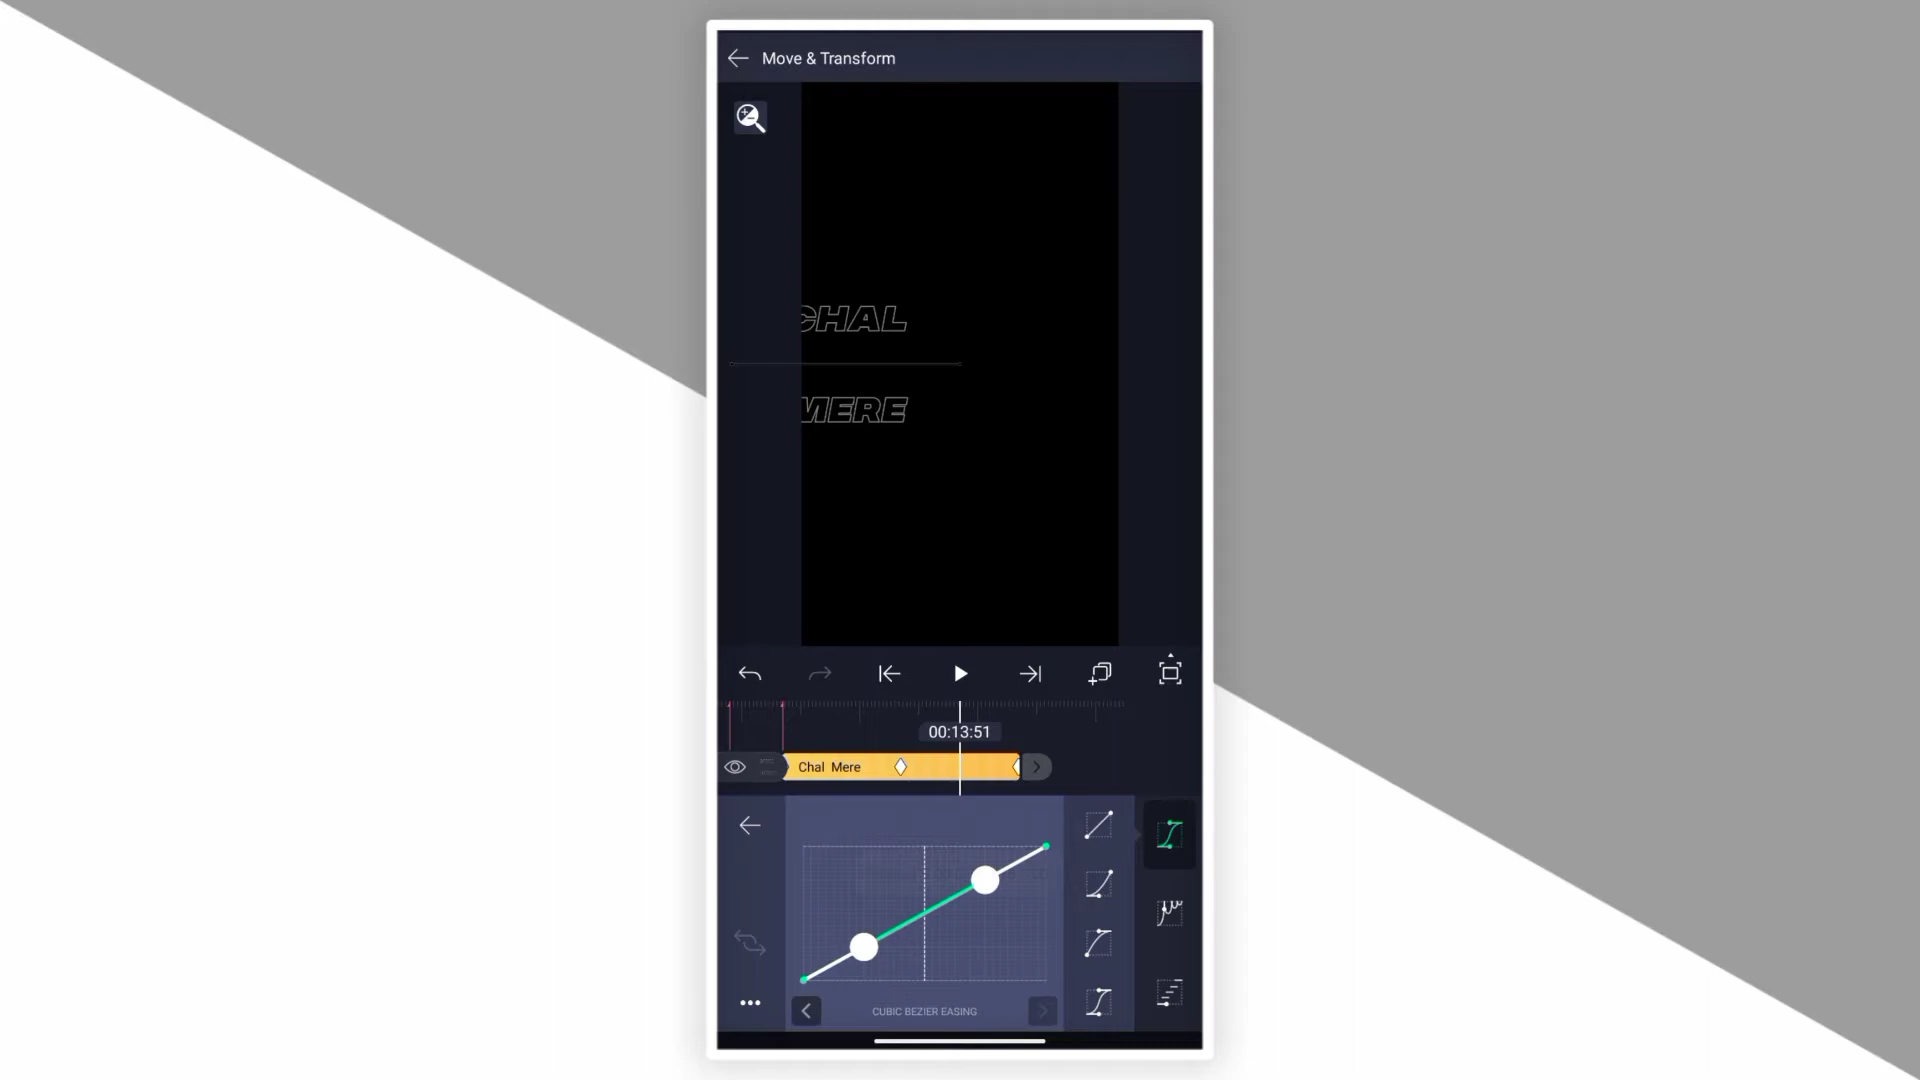 Move & Transform
CHAL
MERE
00:13:51
Chal Mere
CUBIC BEZIER EASING